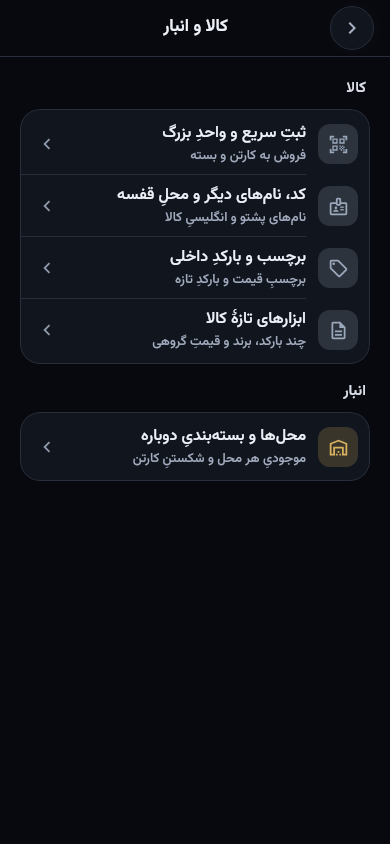 کالا و انبار
کالا
ثبتِ سریع و واحدِ بزرگ
فروش به کارتن و بسته
کد، نام‌های دیگر و محلِ قفسه
نام‌های پشتو و انگلیسیِ کالا
برچسب و بارکدِ داخلی
برچسبِ قیمت و بارکدِ تازه
ابزارهای تازهٔ کالا
چند بارکد، برند و قیمتِ گروهی
انبار
محل‌ها و بسته‌بندیِ دوباره
موجودیِ هر محل و شکستنِ کارتن